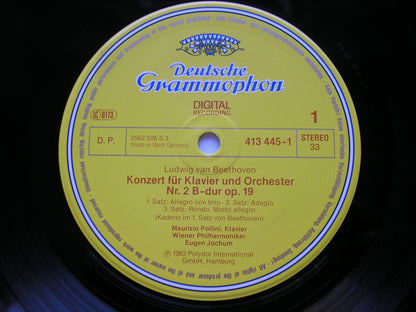 Deutsche
Grammophon
DIGITAL
RECORDING
LC 0173
1
D. P.
2562 506 S 3
Made in West Germany
413 445-1
STEREO
33
Ludwig van Beethoven
Konzert für Klavier und Orchester
Nr. 2 B-dur op. 19
1. Satz: Allegro con brio - 2. Satz: Adagio
3. Satz: Rondo. Molto allegro
(Kadenz im 1. Satz von Beethoven)
Maurizio Pollini, Klavier
Wiener Philharmoniker
Eugen Jochum
℗ 1983 Polydor International
GmbH, Hamburg